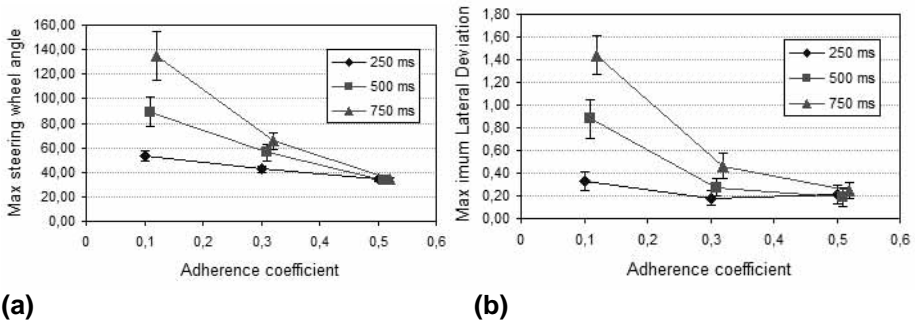 (a)
Max steering wheel angle
160,00
140,00
120,00
100,00
80,00
60,00
40,00
20,00
0,00
0 0,1 0,2 0,3 0,4 0,5 0,6
Adherence coefficient
250 ms
500 ms
750 ms
(b)
Max imum Lateral Deviation
1,80
1,60
1,40
1,20
1,00
0,80
0,60
0,40
0,20
0,00
0 0,1 0,2 0,3 0,4 0,5 0,6
Adherence coefficient
250 ms
500 ms
750 ms
(a)
(b)